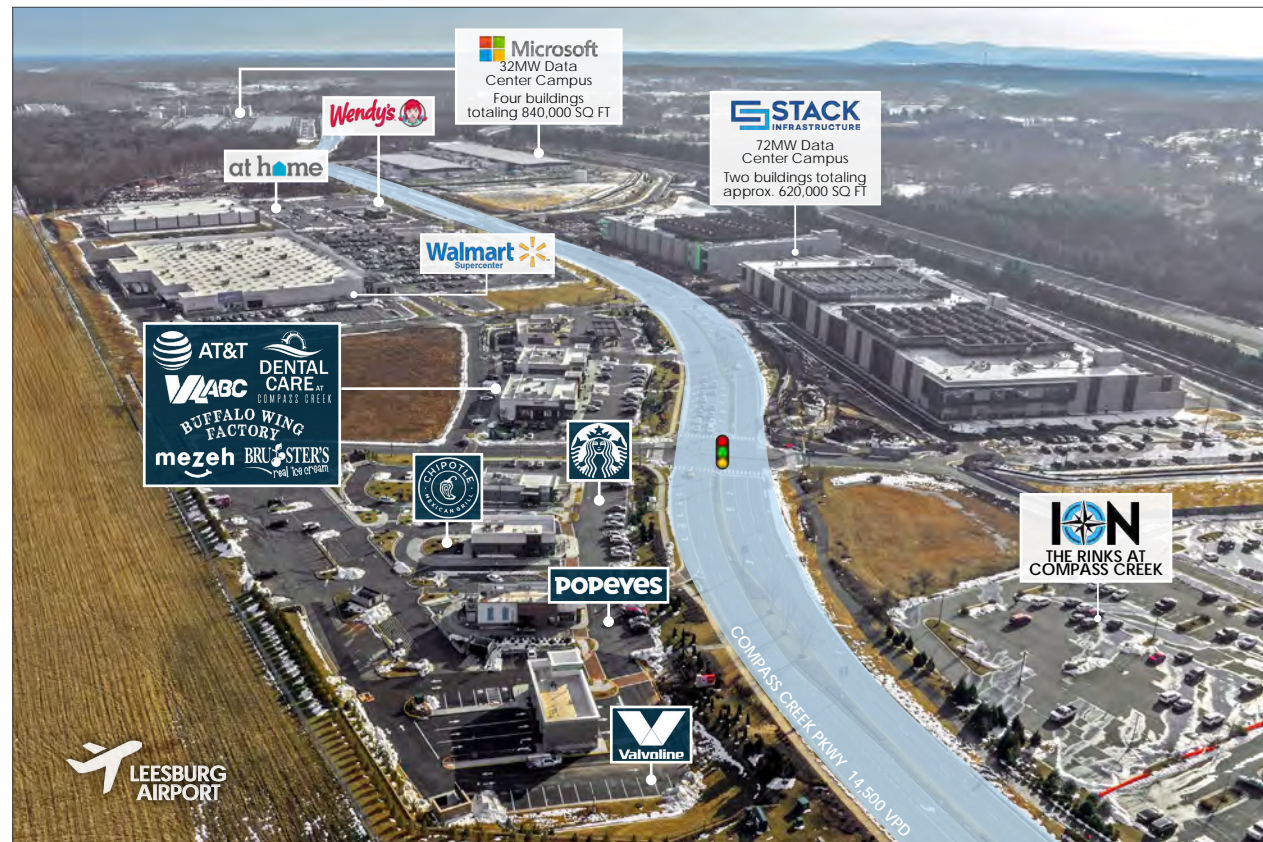 Microsoft
32MW Data
Center Campus
Four buildings
totaling 840,000 SQ FT
Wendy's
STACK
INFRASTRUCTURE
72MW Data
Center Campus
Two buildings totaling
approx. 620,000 SQ FT
at home
Walmart
Supercenter
AT&T
DENTAL
CARE AT
COMPASS CREEK
VA ABC
BUFFALO WING
FACTORY
mezeh
BRUSTER'S
real ice cream
CHIPOTLE
MEXICAN GRILL
ION
THE RINKS AT
COMPASS CREEK
POPEYES
COMPASS CREEK PKWY 14,500 VPD
Valvoline
LEESBURG
AIRPORT